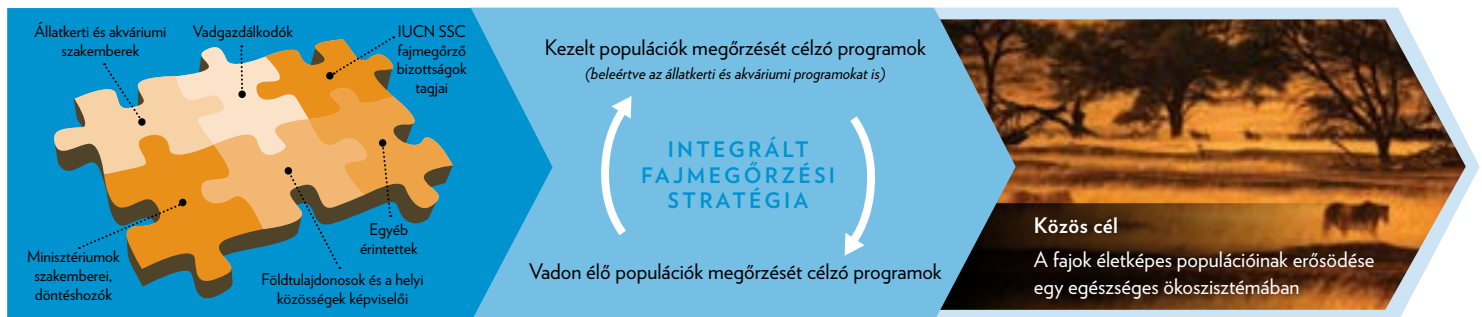 Állatkerti és akváriumi
szakemberek
Vadgazdálkodók
IUCN SSC
fajmegőrző
bizottságok
tagjai
Minisztériumok
szakemberei,
döntéshozók
Földtulajdonosok és a helyi
közösségek képviselői
Egyéb
érintettek
Kezelt populációk megőrzését célzó programok
(beleértve az állatkerti és akváriumi programokat is)
INTEGRÁLT
FAJMEGŐRZÉSI
STRATÉGIA
Vadon élő populációk megőrzését célzó programok
Közös cél
A fajok életképes populációinak erősödése
egy egészséges ökoszisztémában